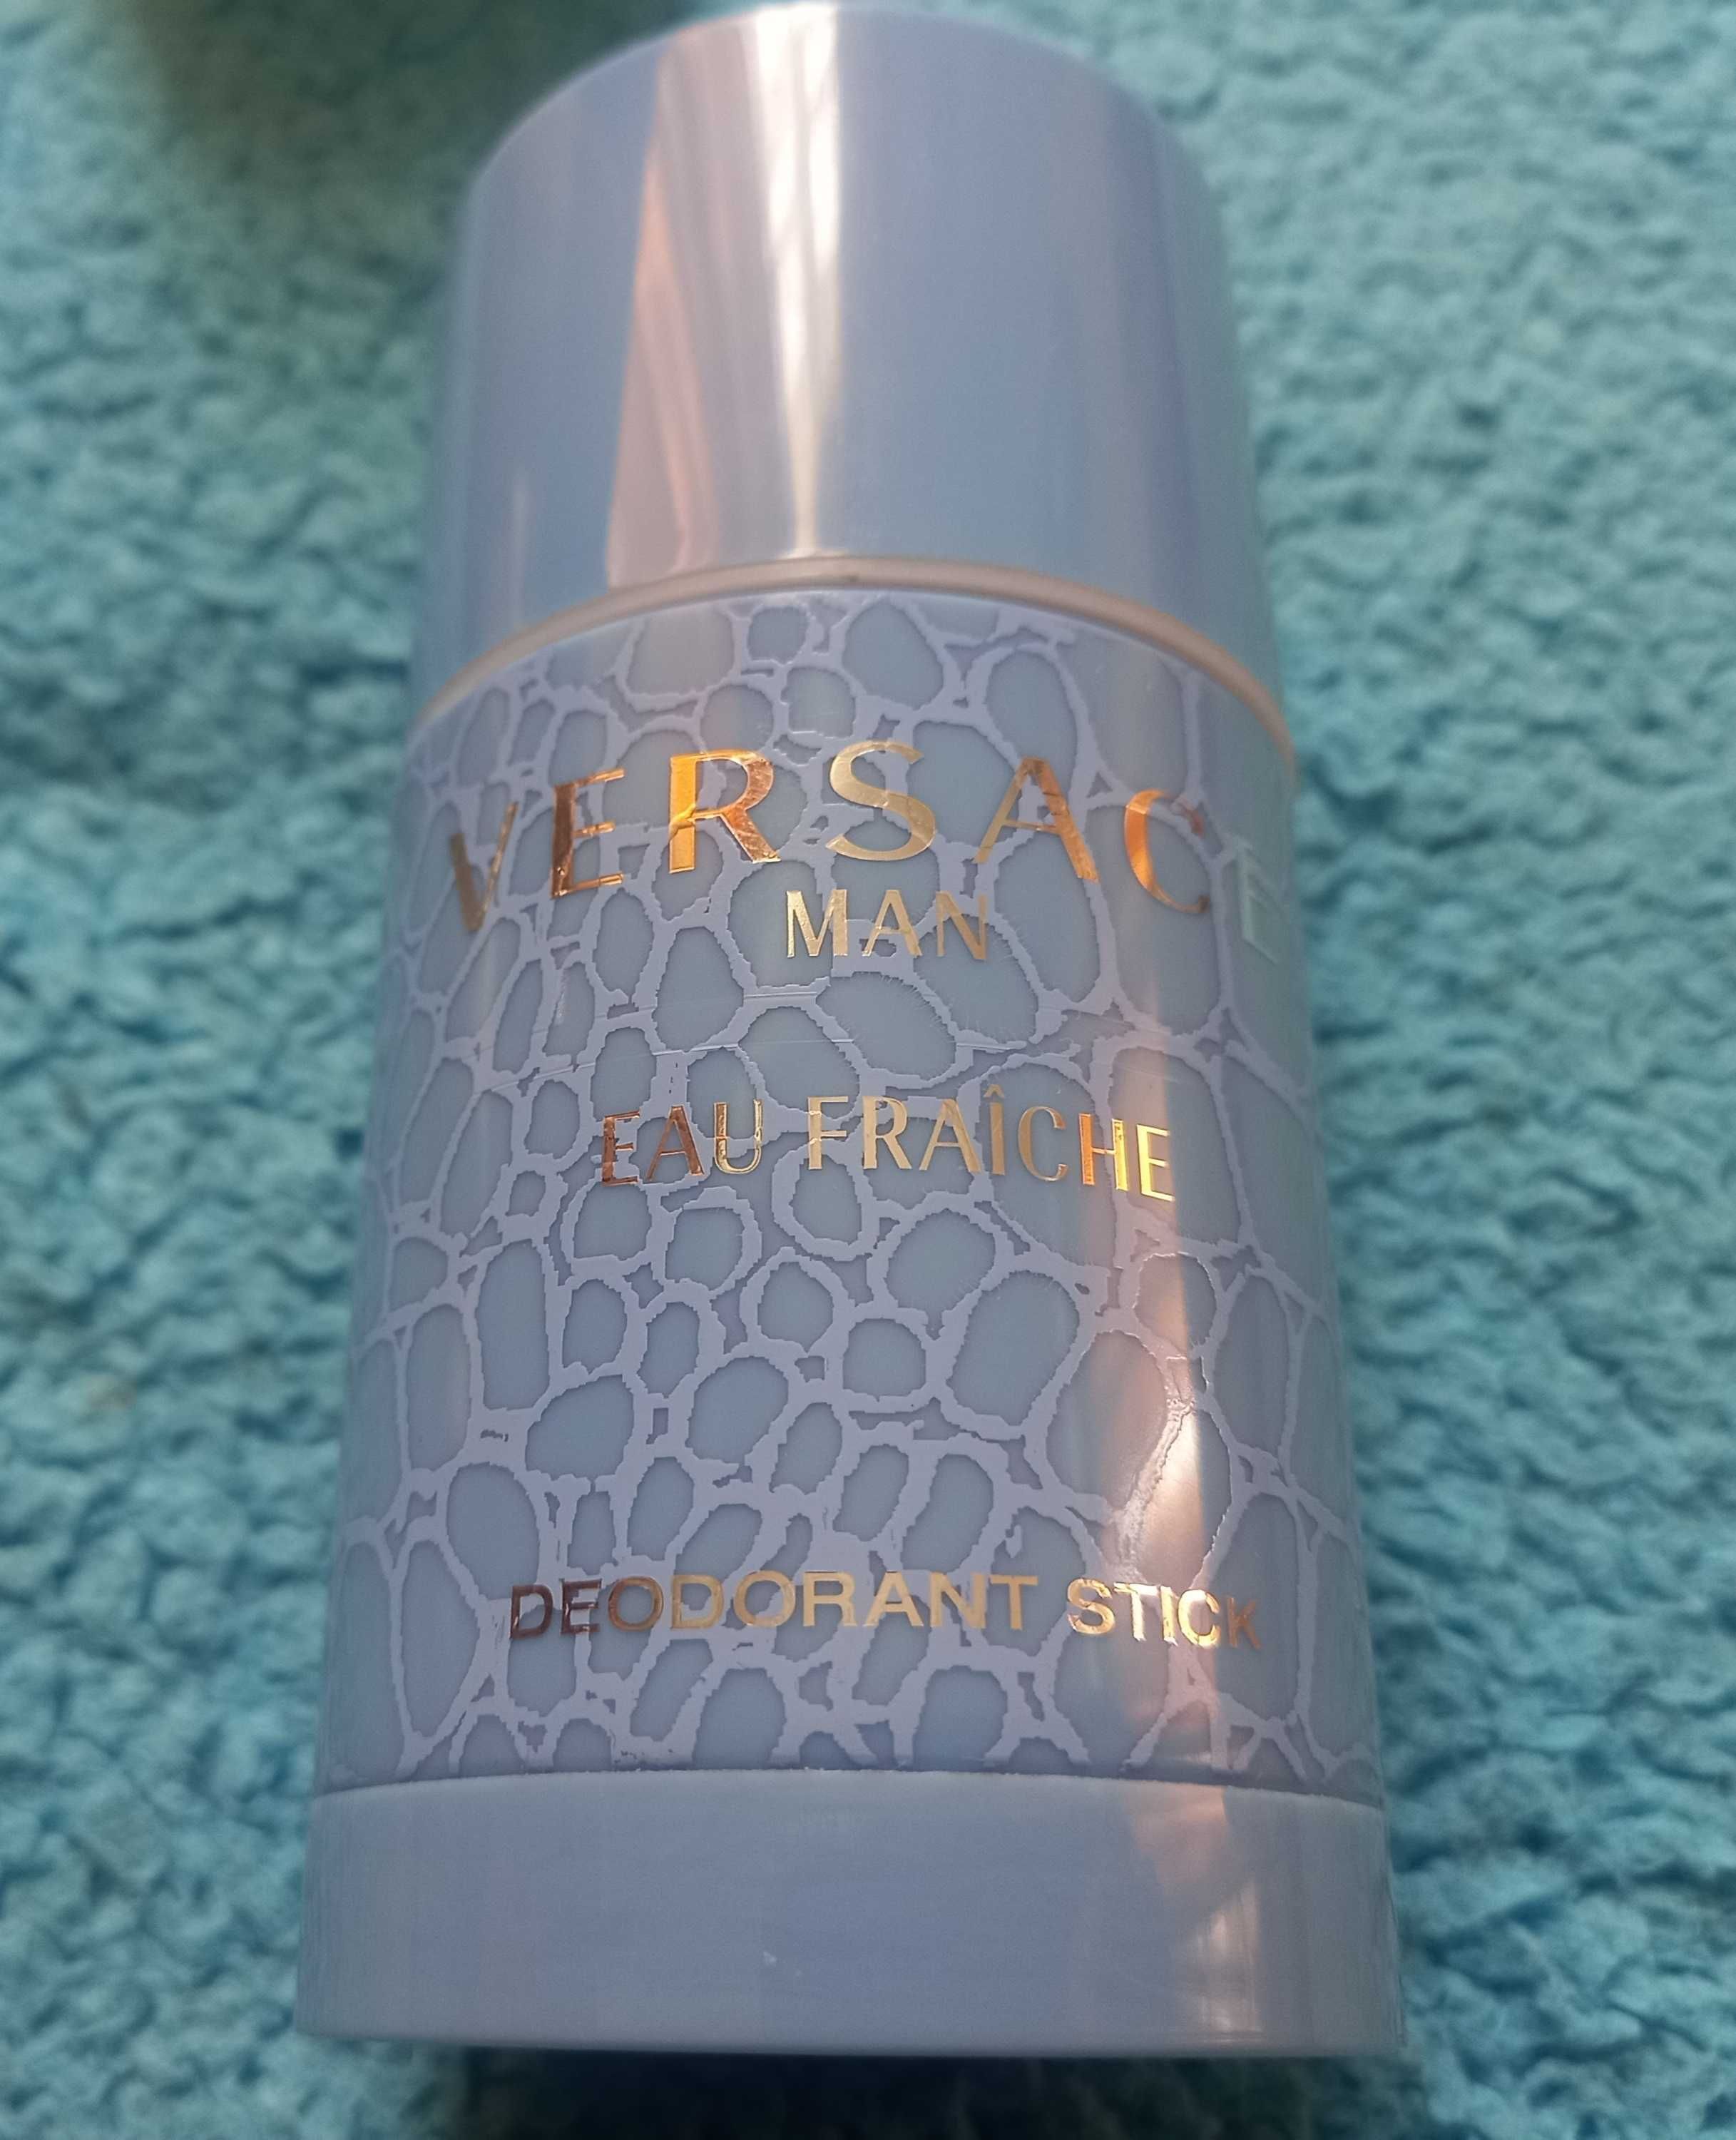 VERSACE
MAN
EAU FRAÎCHE
DEODORANT STICK